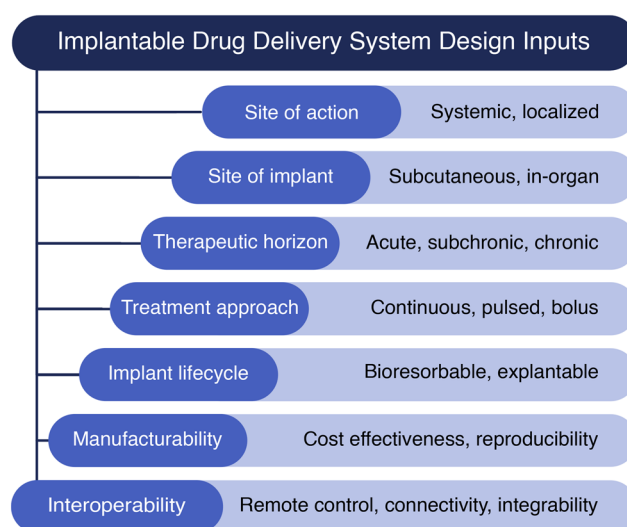 Implantable Drug Delivery System Design Inputs
Site of action Systemic, localized
Site of implant Subcutaneous, in-organ
Therapeutic horizon Acute, subchronic, chronic
Treatment approach Continuous, pulsed, bolus
Implant lifecycle Bioresorbable, explantable
Manufacturability Cost effectiveness, reproducibility
Interoperability Remote control, connectivity, integrability